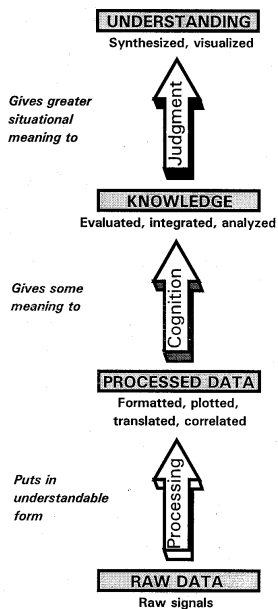 UNDERSTANDING
Synthesized, visualized
Gives greater
situational
meaning to
Judgment
KNOWLEDGE
Evaluated, integrated, analyzed
Gives some
meaning to
Cognition
PROCESSED DATA
Formatted, plotted,
translated, correlated
Puts in
understandable
form
Processing
RAW DATA
Raw signals